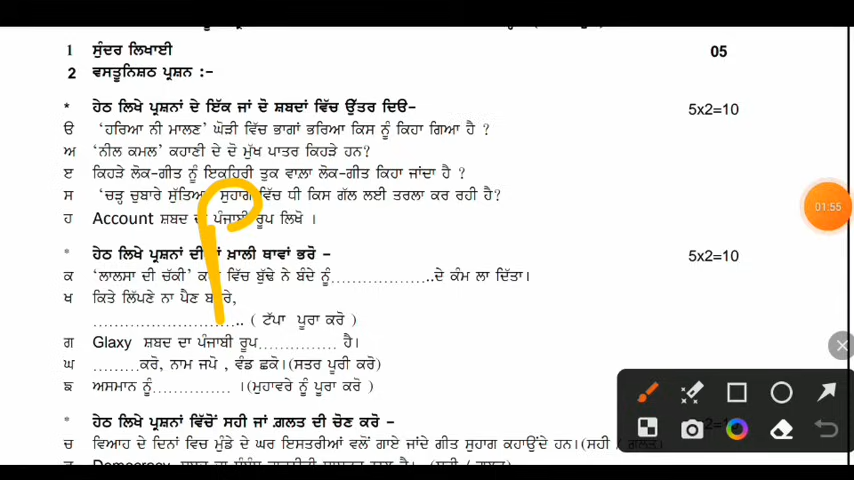 1 ਸੁੰਦਰ ਲਿਖਾਈ 05
2 ਵਸਤੂਨਿਸ਼ਠ ਪ੍ਰਸ਼ਨ :-
* ਹੇਠ ਲਿਖੇ ਪ੍ਰਸ਼ਨਾਂ ਦੇ ਇੱਕ ਜਾਂ ਦੋ ਸ਼ਬਦਾਂ ਵਿੱਚ ਉੱਤਰ ਦਿਓ- 5x2=10
ੳ ‘ਹਰਿਆ ਨੀ ਮਾਲਣ’ ਘੋੜੀ ਵਿੱਚ ਭਾਗਾਂ ਭਰਿਆ ਕਿਸ ਨੂੰ ਕਿਹਾ ਗਿਆ ਹੈ ?
ਅ ‘ਨੀਲ ਕਮਲ’ ਕਹਾਣੀ ਦੇ ਦੋ ਮੁੱਖ ਪਾਤਰ ਕਿਹੜੇ ਹਨ?
ੲ ਕਿਹੜੇ ਲੋਕ-ਗੀਤ ਨੂੰ ਇਕਹਿਰੀ ਤੁਕ ਵਾਲਾ ਲੋਕ-ਗੀਤ ਕਿਹਾ ਜਾਂਦਾ ਹੈ ?
ਸ ‘ਚੜ੍ਹ ਚੁਬਾਰੇ ਸੁੱਤਿਆ ਸੁਹਾਗ ਵਿੱਚ ਧੀ ਕਿਸ ਗੱਲ ਲਈ ਤਰਲਾ ਕਰ ਰਹੀ ਹੈ?
ਹ Account ਸ਼ਬਦ ਦਾ ਪੰਜਾਬੀ ਰੂਪ ਲਿਖੋ ।
* ਹੇਠ ਲਿਖੇ ਪ੍ਰਸ਼ਨਾਂ ਦੀਆਂ ਖ਼ਾਲੀ ਥਾਵਾਂ ਭਰੋ - 5x2=10
ਕ ‘ਲਾਲਸਾ ਦੀ ਚੱਕੀ’ ਵਿੱਚ ਬੁੱਢੇ ਨੇ ਬੰਦੇ ਨੂੰ....................ਦੇ ਕੰਮ ਲਾ ਦਿੱਤਾ।
ਖ ਕਿਤੇ ਲਿੱਪਣੇ ਨਾ ਪੈਣ ਬਨੇਰੇ,
.............................. ( ਟੱਪਾ ਪੂਰਾ ਕਰੋ )
ਗ Glaxy ਸ਼ਬਦ ਦਾ ਪੰਜਾਬੀ ਰੂਪ............... ਹੈ।
ਘ .........ਕਰੋ, ਨਾਮ ਜਪੋ , ਵੰਡ ਛਕੋ।(ਸਤਰ ਪੂਰੀ ਕਰੋ)
ਙ ਅਸਮਾਨ ਨੂੰ............... ।(ਮੁਹਾਵਰੇ ਨੂੰ ਪੂਰਾ ਕਰੋ )
* ਹੇਠ ਲਿਖੇ ਪ੍ਰਸ਼ਨਾਂ ਵਿੱਚੋਂ ਸਹੀ ਜਾਂ ਗ਼ਲਤ ਦੀ ਚੋਣ ਕਰੋ -
ਚ ਵਿਆਹ ਦੇ ਦਿਨਾਂ ਵਿਚ ਮੁੰਡੇ ਦੇ ਘਰ ਇਸਤਰੀਆਂ ਵਲੋਂ ਗਾਏ ਜਾਂਦੇ ਗੀਤ ਸੁਹਾਗ ਕਹਾਉਂਦੇ ਹਨ।(ਸਹੀ / ਗਲਤ)
01:55